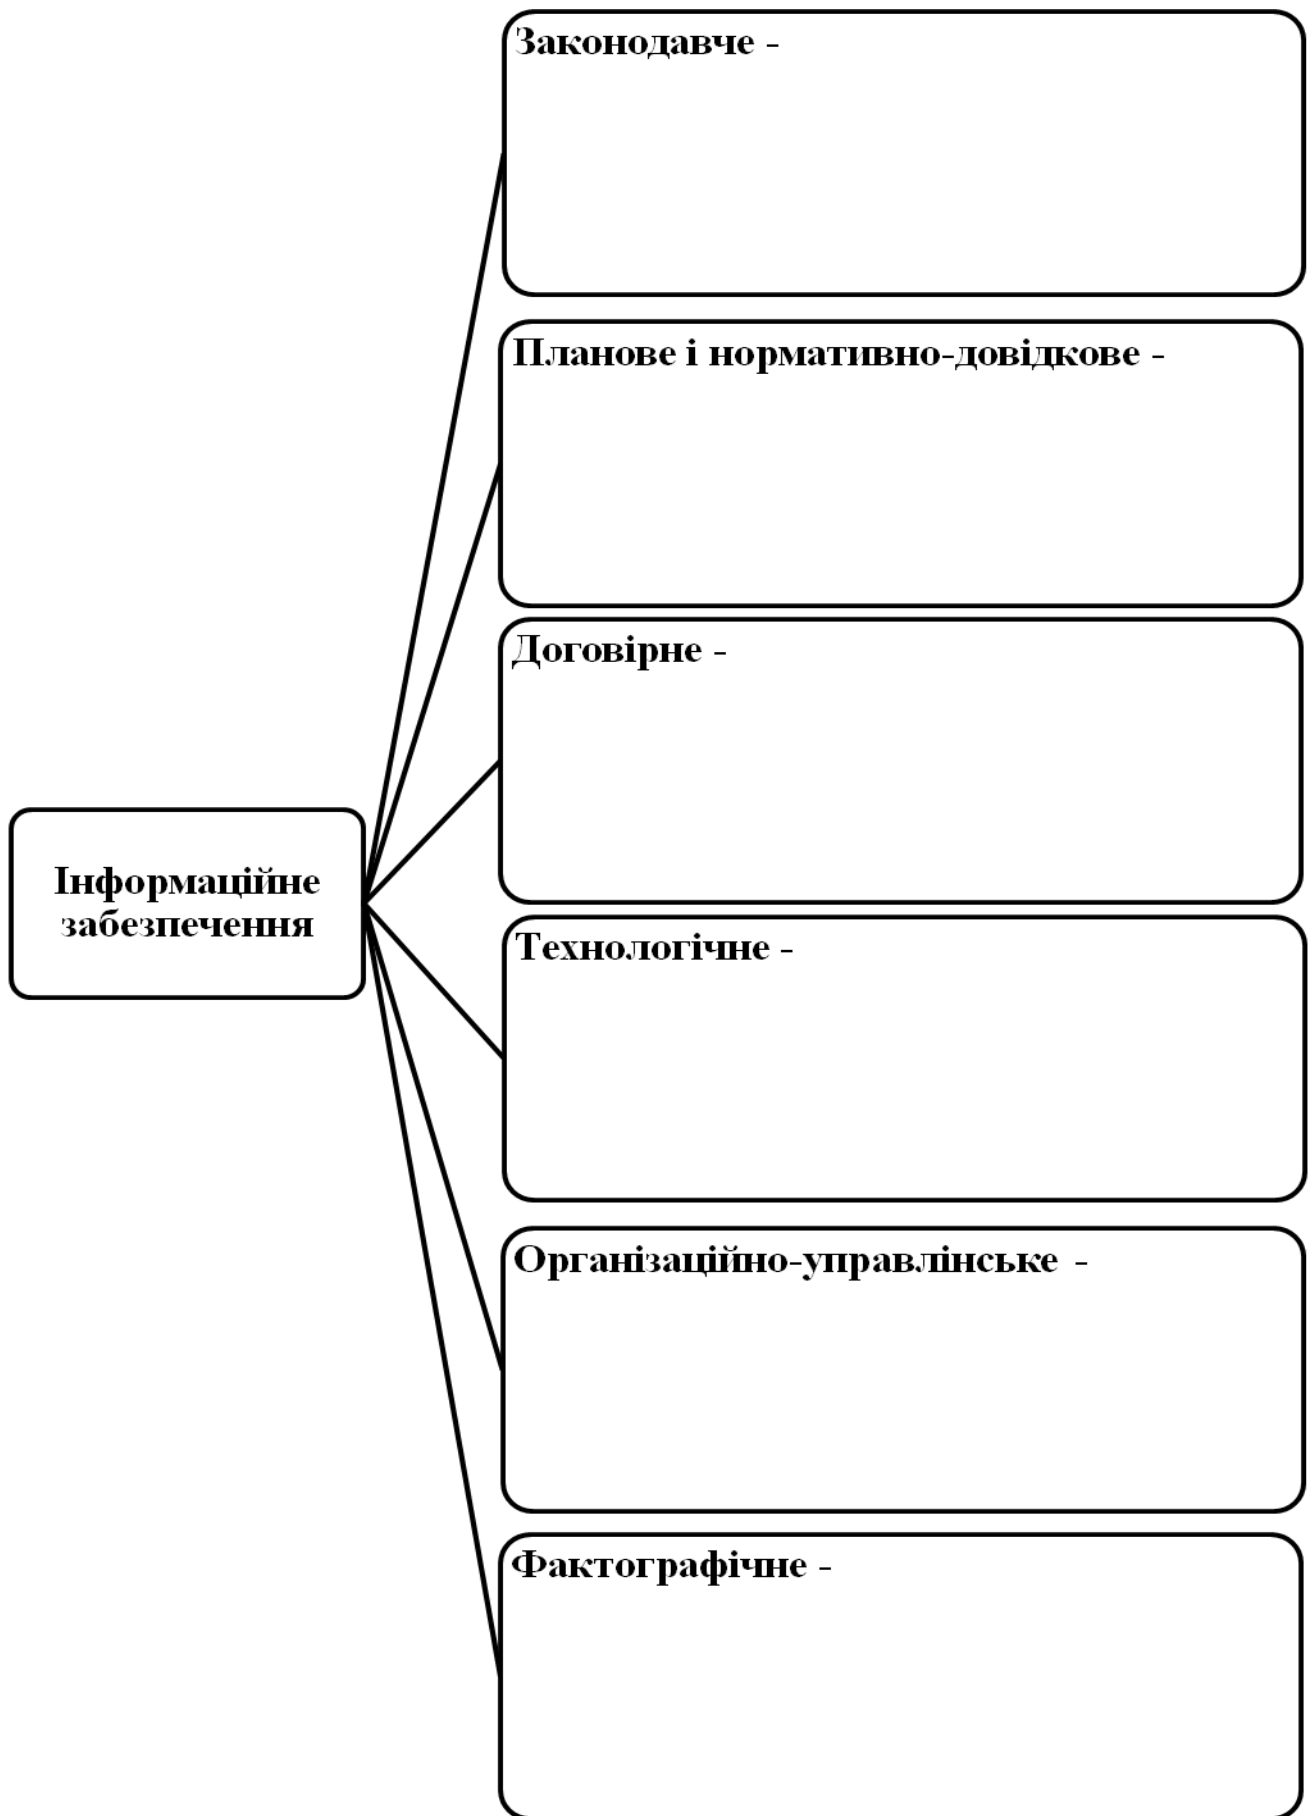 Законодавче -
Планове і нормативно-довідкове -
Договірне -
Інформаційне
забезпечення
Технологічне -
Організаційно-управлінське -
Фактографічне -